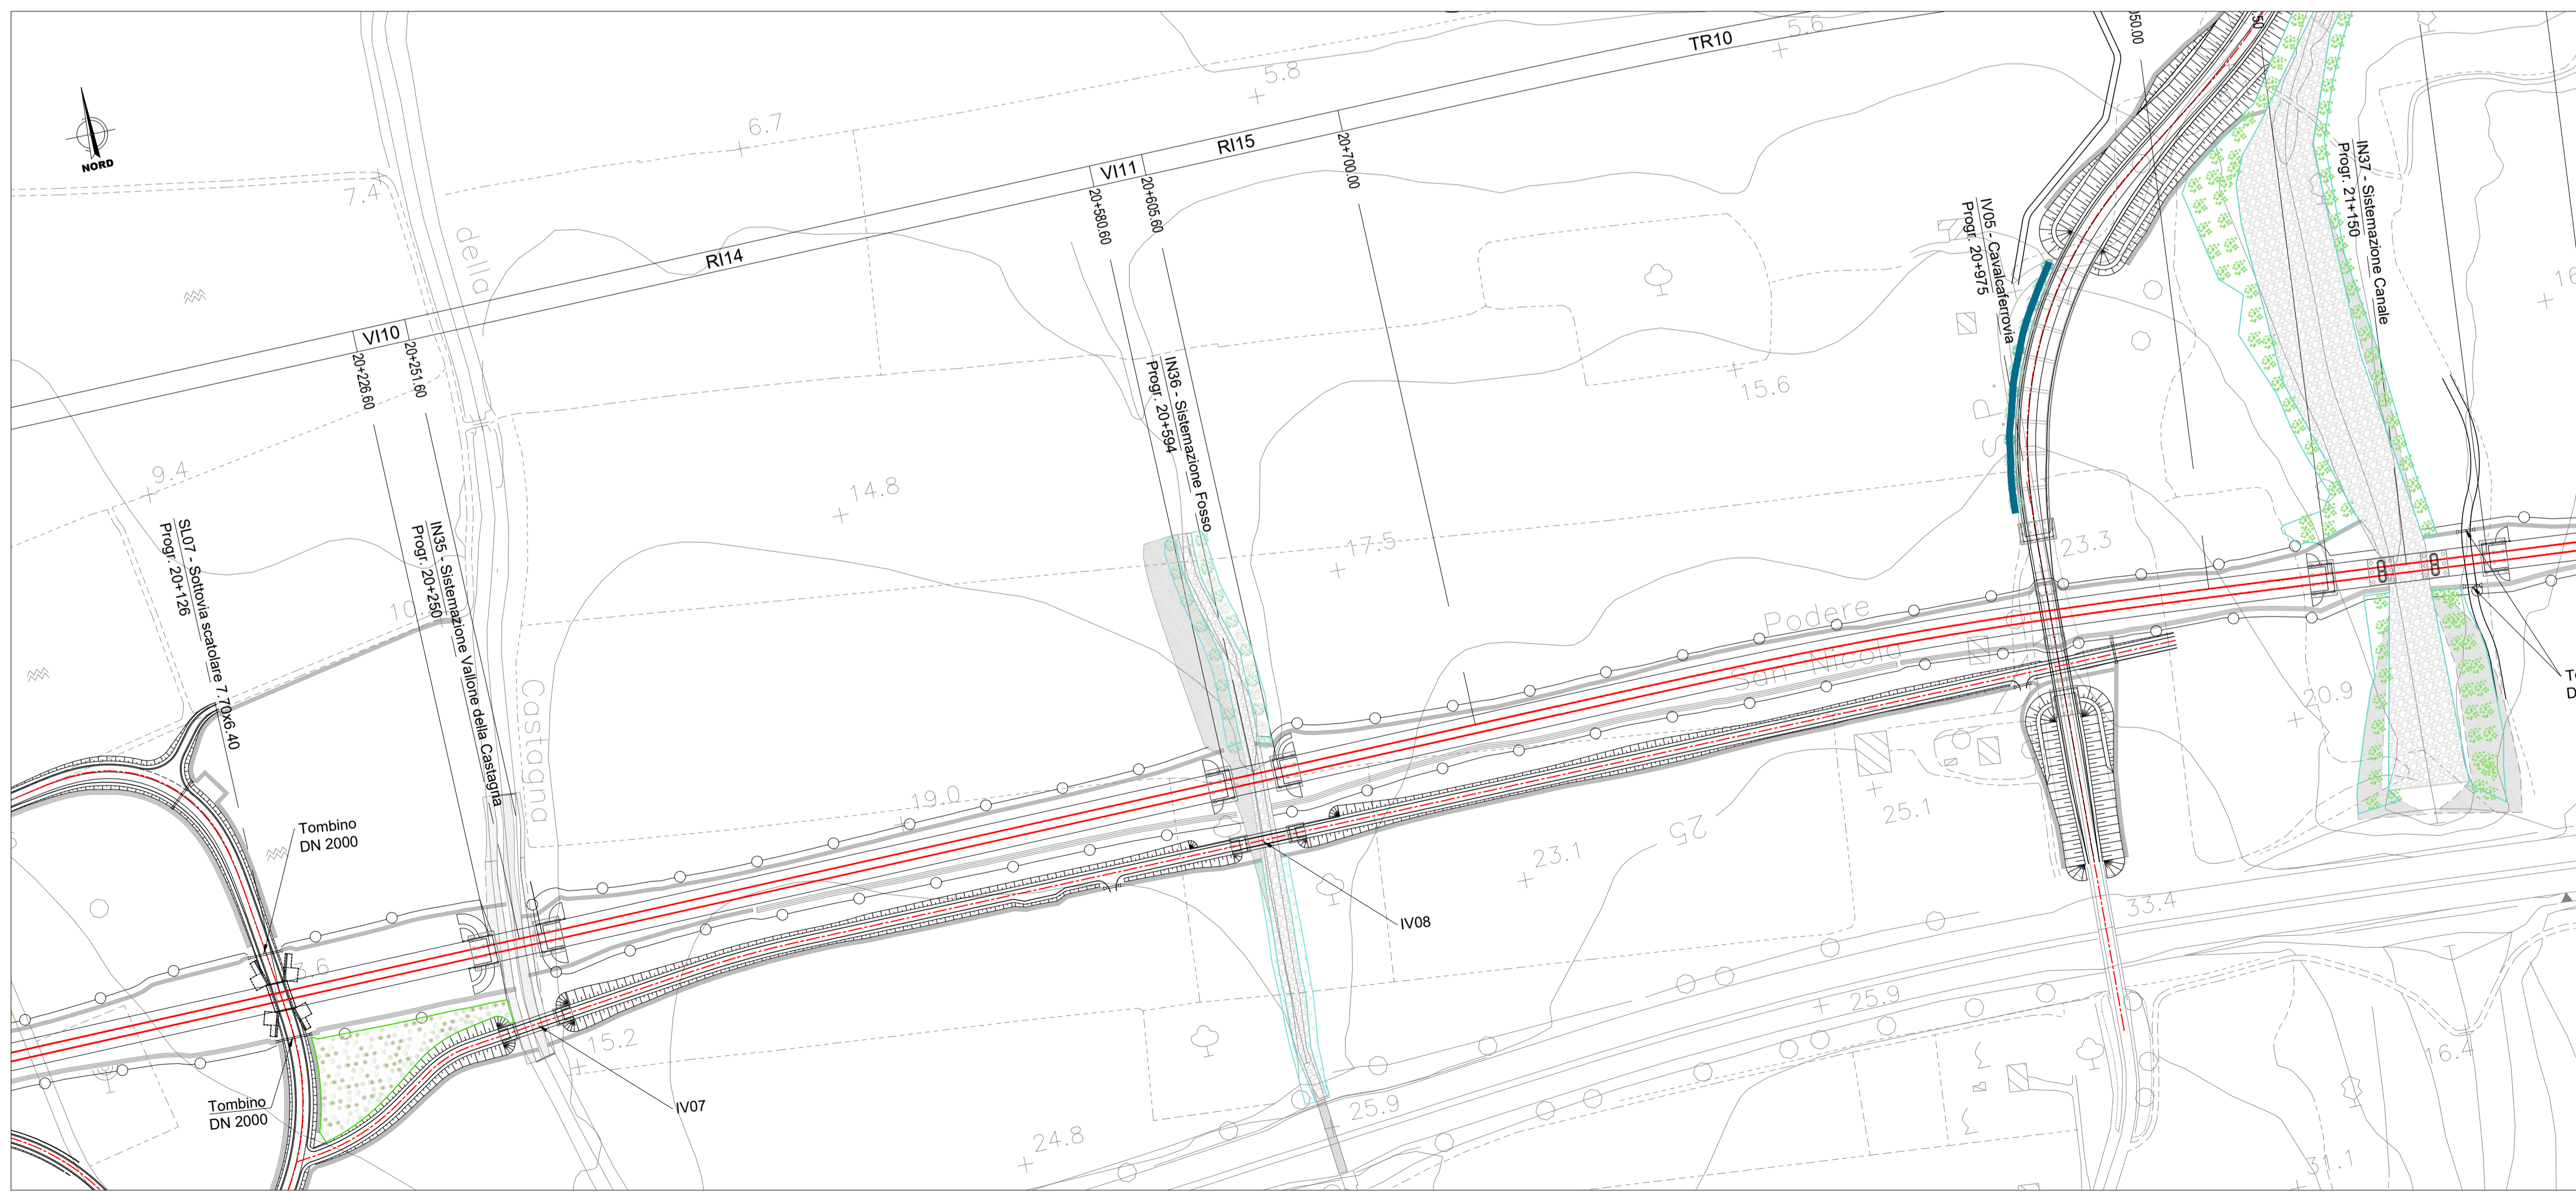 NORD
TR10
RI15
VI11
RI14
VI10
050.00
50
5.6
5.8
6.7
7.4
della
20+700.00
20+605.60
20+580.60
20+251.60
20+226.60
IN37 - Sistemazione Canale
Progr. 21+150
IV05 - Cavalcaferrovia
Progr. 20+975
IN36 - Sistemazione Fosso
Progr. 20+594
IN35 - Sistemazione Vallone della Castagna
Progr. 20+250
SL07 - Sottovia scatolare 7.70x6.40
Progr. 20+126
15.6
S.P.
9.4
14.8
17.5
23.3
Podere
San Nicola
20.9
Castagna
19.0
25.1
25
23.1
Tombino
DN 2000
IV08
33.4
25.9
15.2
16.4
Tombino
DN 2000
IV07
25.9
24.8
31.1